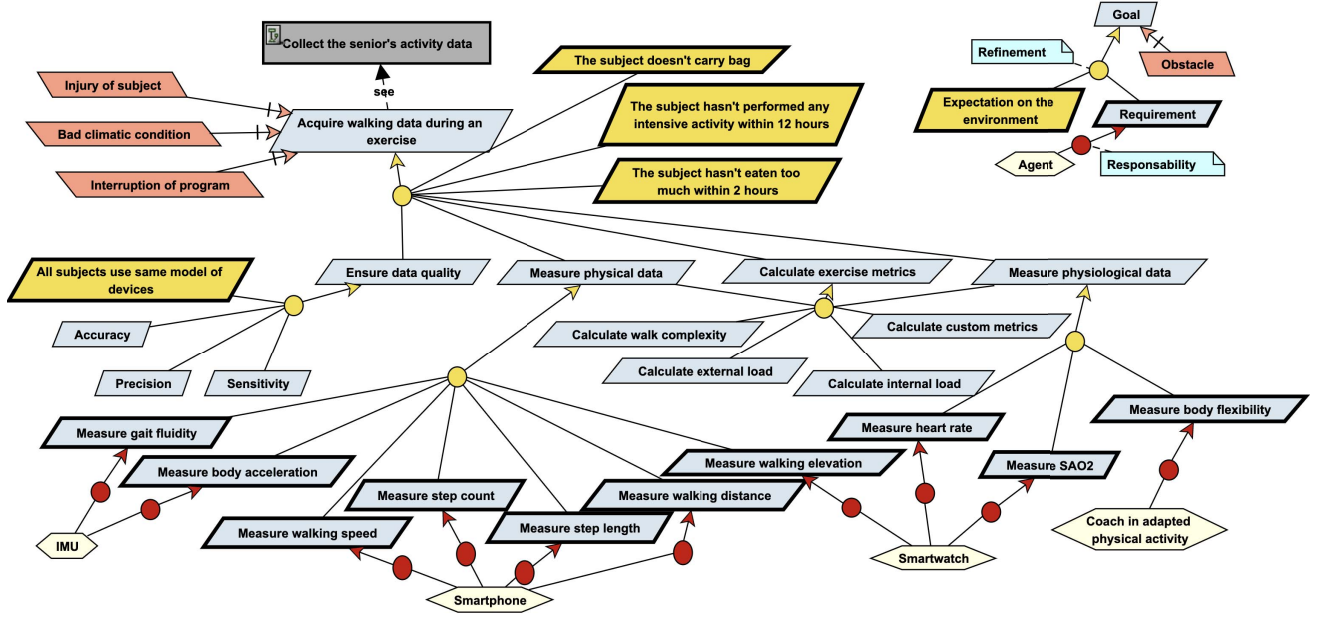 Collect the senior's activity data
see
Injury of subject
Bad climatic condition
Interruption of program
Acquire walking data during an
exercise
The subject doesn't carry bag
The subject hasn't performed any
intensive activity within 12 hours
The subject hasn't eaten too
much within 2 hours
Goal
Refinement
Obstacle
Expectation on the
environment
Requirement
Agent
Responsability
All subjects use same model of
devices
Ensure data quality
Measure physical data
Calculate exercise metrics
Measure physiological data
Accuracy
Precision
Sensitivity
Calculate walk complexity
Calculate custom metrics
Calculate external load
Calculate internal load
Measure gait fluidity
Measure body acceleration
Measure walking speed
Measure step count
Measure step length
Measure walking distance
Measure walking elevation
Measure heart rate
Measure SAO2
Measure body flexibility
IMU
Smartphone
Smartwatch
Coach in adapted
physical activity